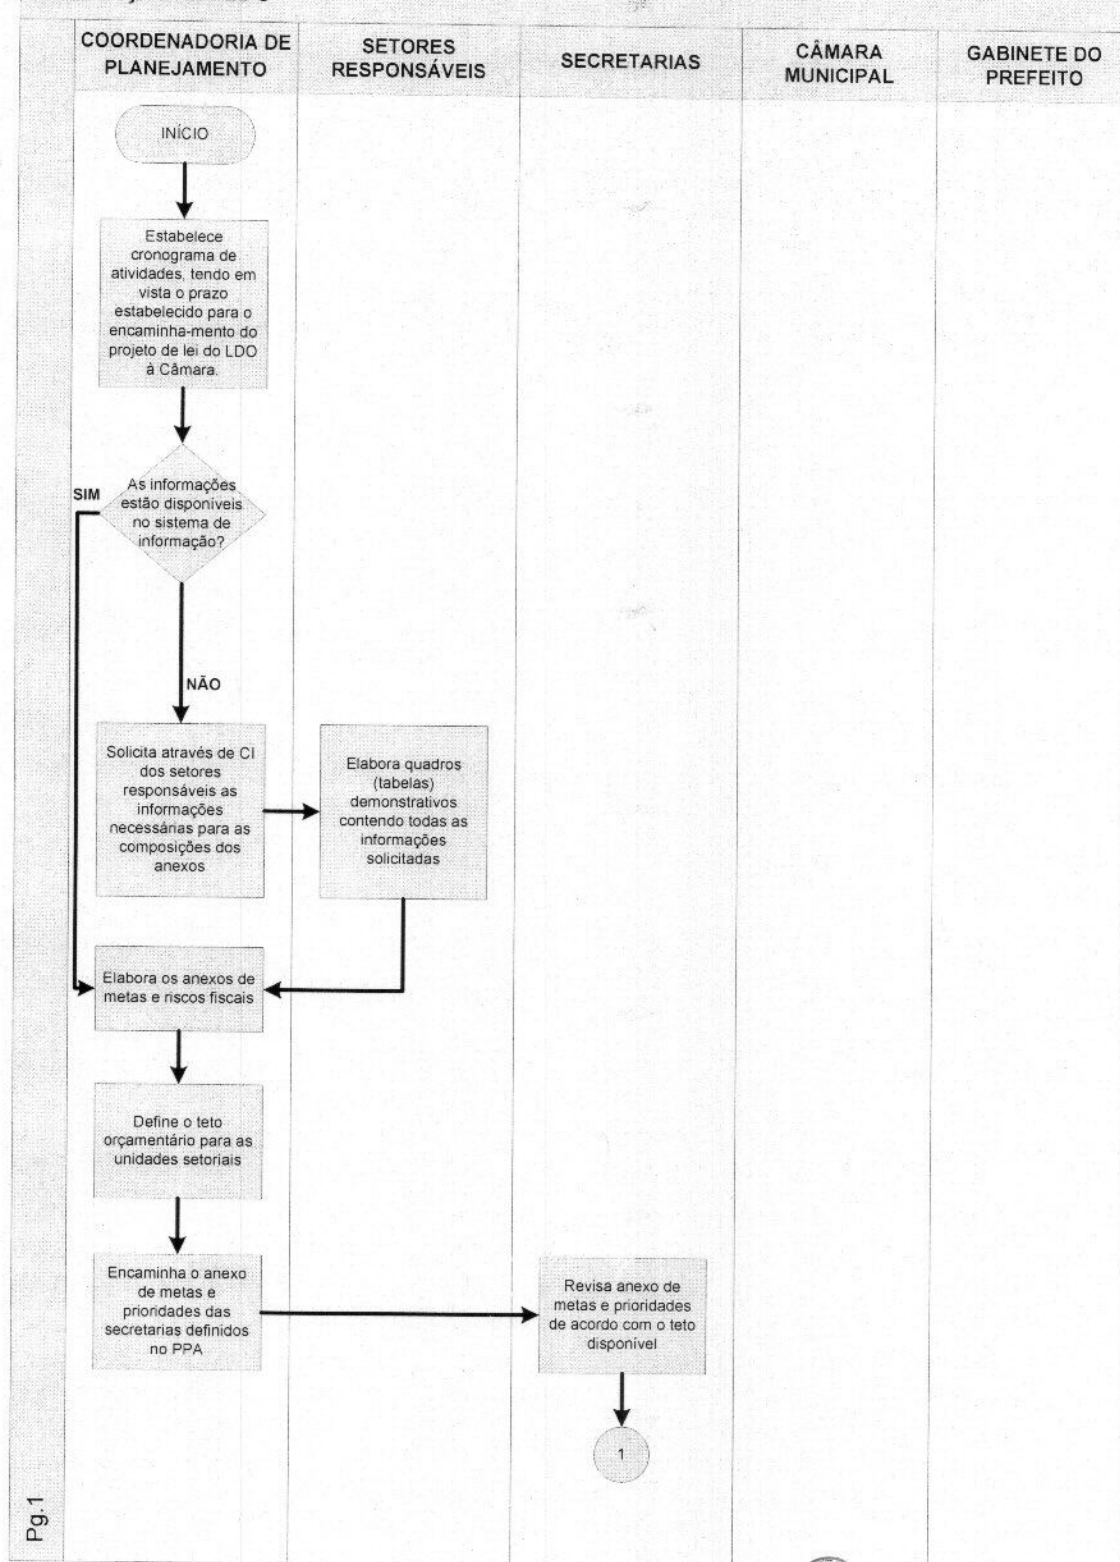 COORDENADORIA DE
PLANEJAMENTO
SETORES
RESPONSÁVEIS
SECRETARIAS
CÂMARA
MUNICIPAL
GABINETE DO
PREFEITO
INÍCIO
Estabelece
cronograma de
atividades, tendo em
vista o prazo
estabelecido para o
encaminha-mento do
projeto de lei do LDO
à Câmara.
SIM
As informações
estão disponíveis
no sistema de
informação?
NÃO
Solicita através de CI
dos setores
responsáveis as
informações
necessárias para as
composições dos
anexos
Elabora quadros
(tabelas)
demonstrativos
contendo todas as
informações
solicitadas
Elabora os anexos de
metas e riscos fiscais
Define o teto
orçamentário para as
unidades setoriais
Encaminha o anexo
de metas e
prioridades das
secretarias definidos
no PPA
Revisa anexo de
metas e prioridades
de acordo com o teto
disponível
1
Pg.1